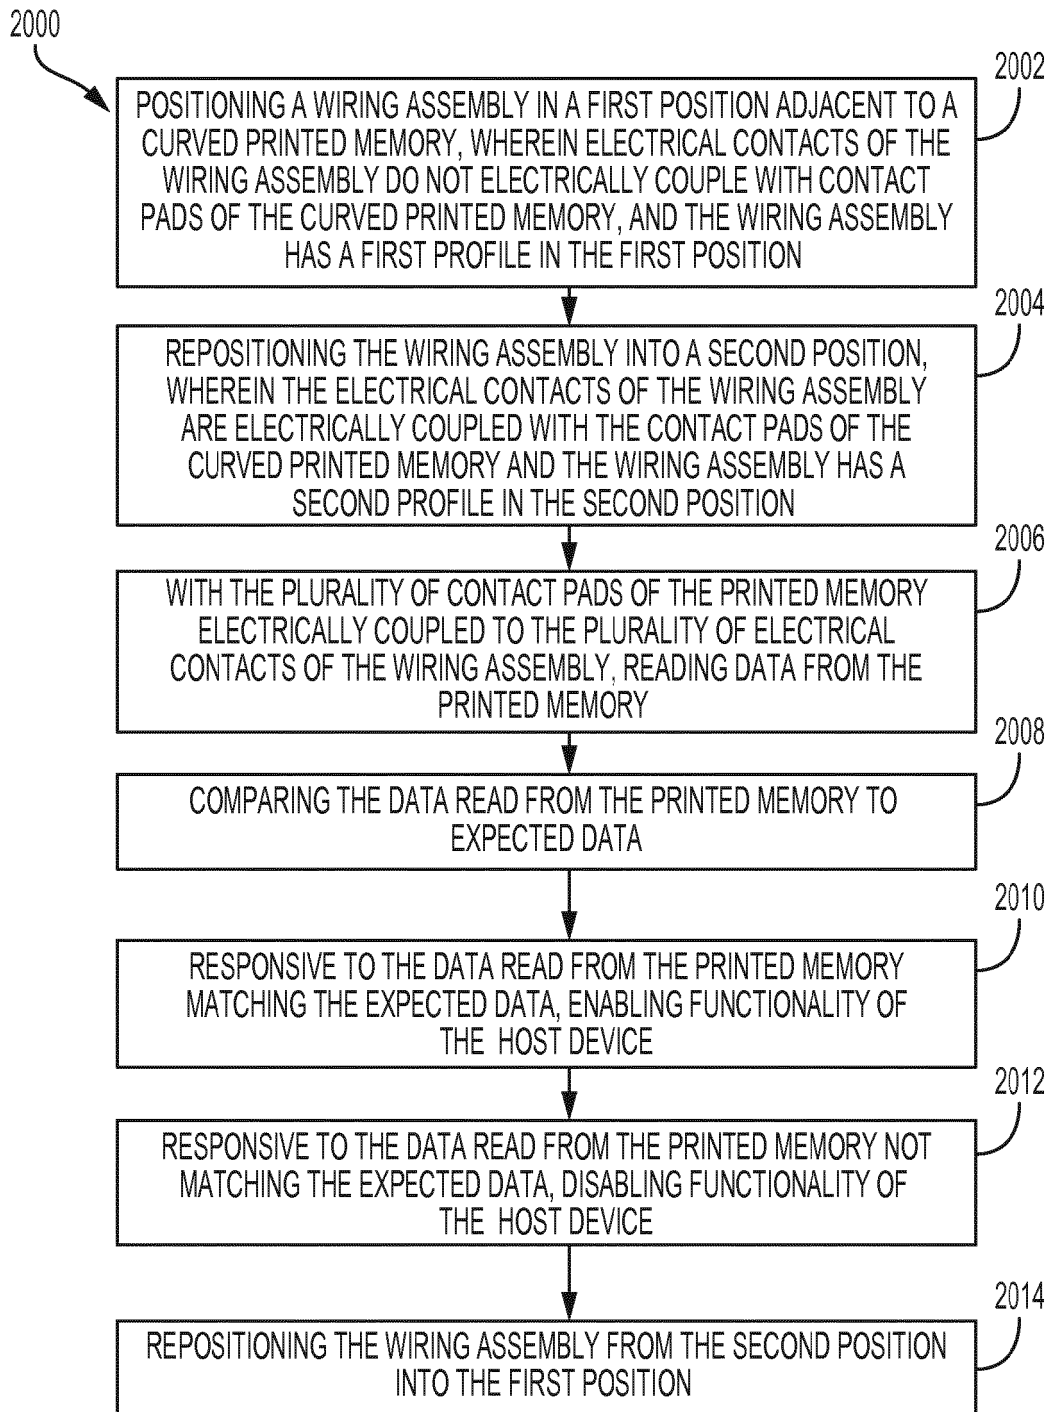 2000
2002
POSITIONING A WIRING ASSEMBLY IN A FIRST POSITION ADJACENT TO A
CURVED PRINTED MEMORY, WHEREIN ELECTRICAL CONTACTS OF THE
WIRING ASSEMBLY DO NOT ELECTRICALLY COUPLE WITH CONTACT
PADS OF THE CURVED PRINTED MEMORY, AND THE WIRING ASSEMBLY
HAS A FIRST PROFILE IN THE FIRST POSITION
2004
REPOSITIONING THE WIRING ASSEMBLY INTO A SECOND POSITION,
WHEREIN THE ELECTRICAL CONTACTS OF THE WIRING ASSEMBLY
ARE ELECTRICALLY COUPLED WITH THE CONTACT PADS OF THE
CURVED PRINTED MEMORY AND THE WIRING ASSEMBLY HAS A
SECOND PROFILE IN THE SECOND POSITION
2006
WITH THE PLURALITY OF CONTACT PADS OF THE PRINTED MEMORY
ELECTRICALLY COUPLED TO THE PLURALITY OF ELECTRICAL
CONTACTS OF THE WIRING ASSEMBLY, READING DATA FROM THE
PRINTED MEMORY
2008
COMPARING THE DATA READ FROM THE PRINTED MEMORY TO
EXPECTED DATA
2010
RESPONSIVE TO THE DATA READ FROM THE PRINTED MEMORY
MATCHING THE EXPECTED DATA, ENABLING FUNCTIONALITY OF
THE HOST DEVICE
2012
RESPONSIVE TO THE DATA READ FROM THE PRINTED MEMORY NOT
MATCHING THE EXPECTED DATA, DISABLING FUNCTIONALITY OF
THE HOST DEVICE
2014
REPOSITIONING THE WIRING ASSEMBLY FROM THE SECOND POSITION
INTO THE FIRST POSITION